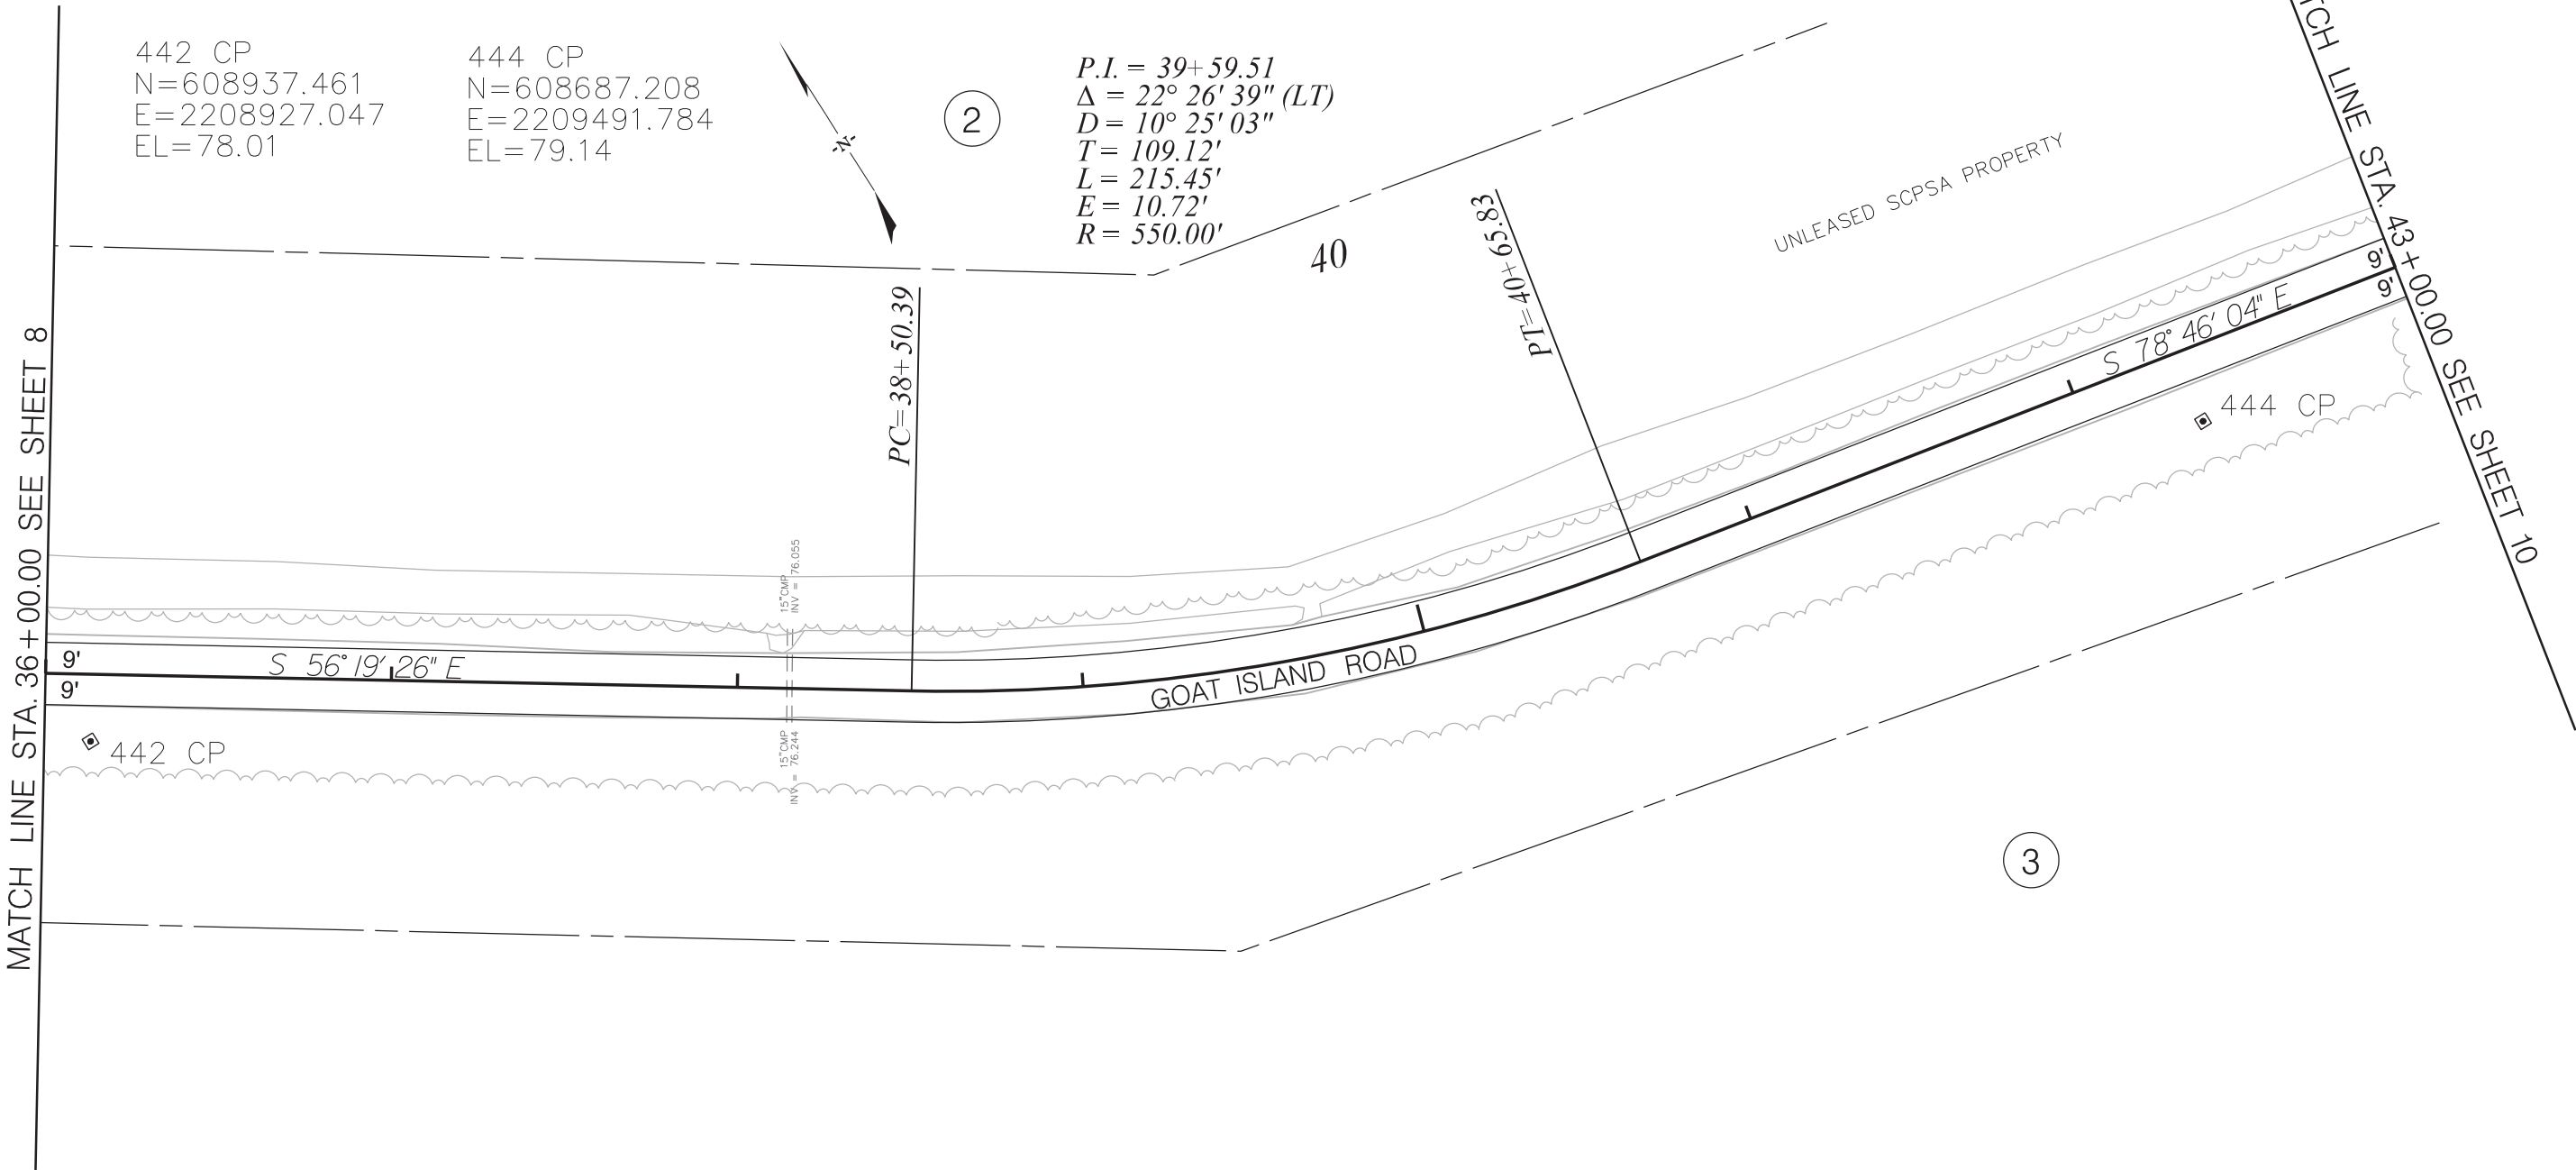 442 CP
N=608937.461
E=2208927.047
EL=78.01
444 CP
N=608687.208
E=2209491.784
EL=79.14
-N-
2
P.I. = 39+59.51
Δ = 22° 26' 39" (LT)
D = 10° 25' 03"
T = 109.12'
L = 215.45'
E = 10.72'
R = 550.00'
40
PC=38+50.39
PT=40+65.83
UNLEASED SCPSA PROPERTY
TCH LINE STA. 43+00.00 SEE SHEET 10
MATCH LINE STA. 36+00.00 SEE SHEET 8
9'
9'
S 78° 46' 04" E
444 CP
15"CMP
INV = 76.055
9'
S 56° 19' 26" E
9'
GOAT ISLAND ROAD
442 CP
15"CMP
INV = 76.244
3